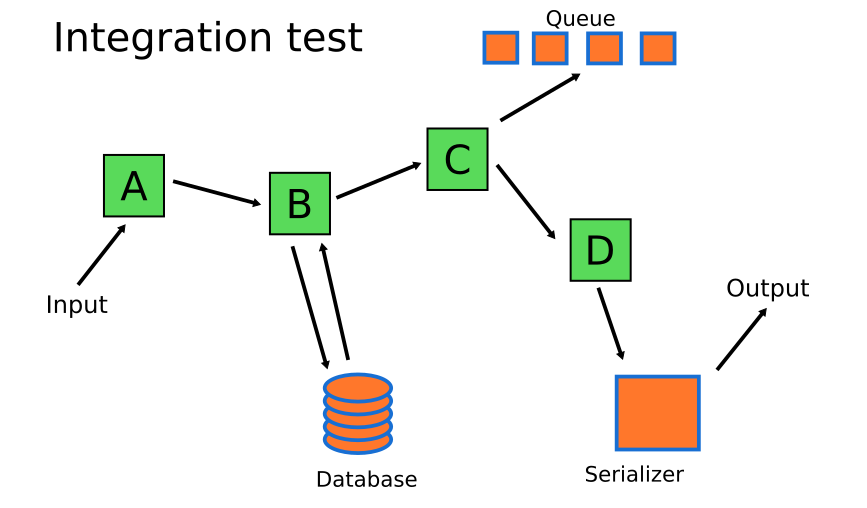 Integration test
Queue
C
A
B
D
Output
Input
Serializer
Database